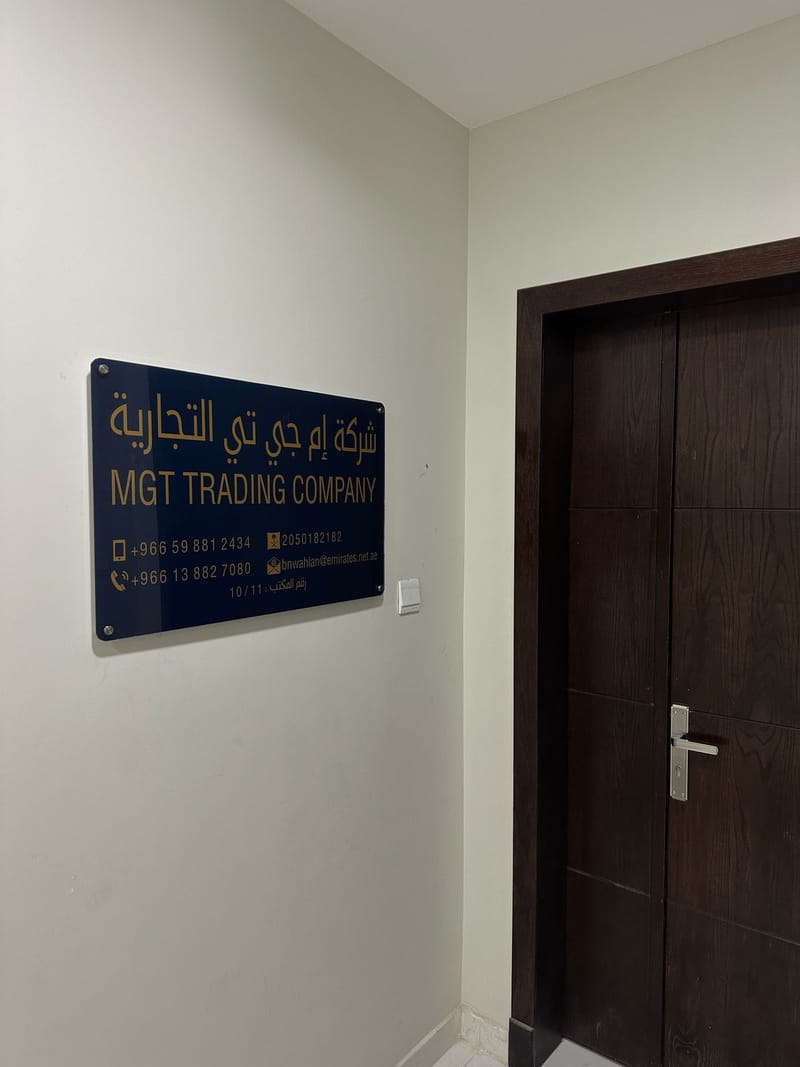 شركة إم جي تي التجارية
MGT TRADING COMPANY
+966 59 881 2434 2050182182
+966 13 882 7080 bnwahlan@emirates.net.ae
رقم المكتب : 10/11